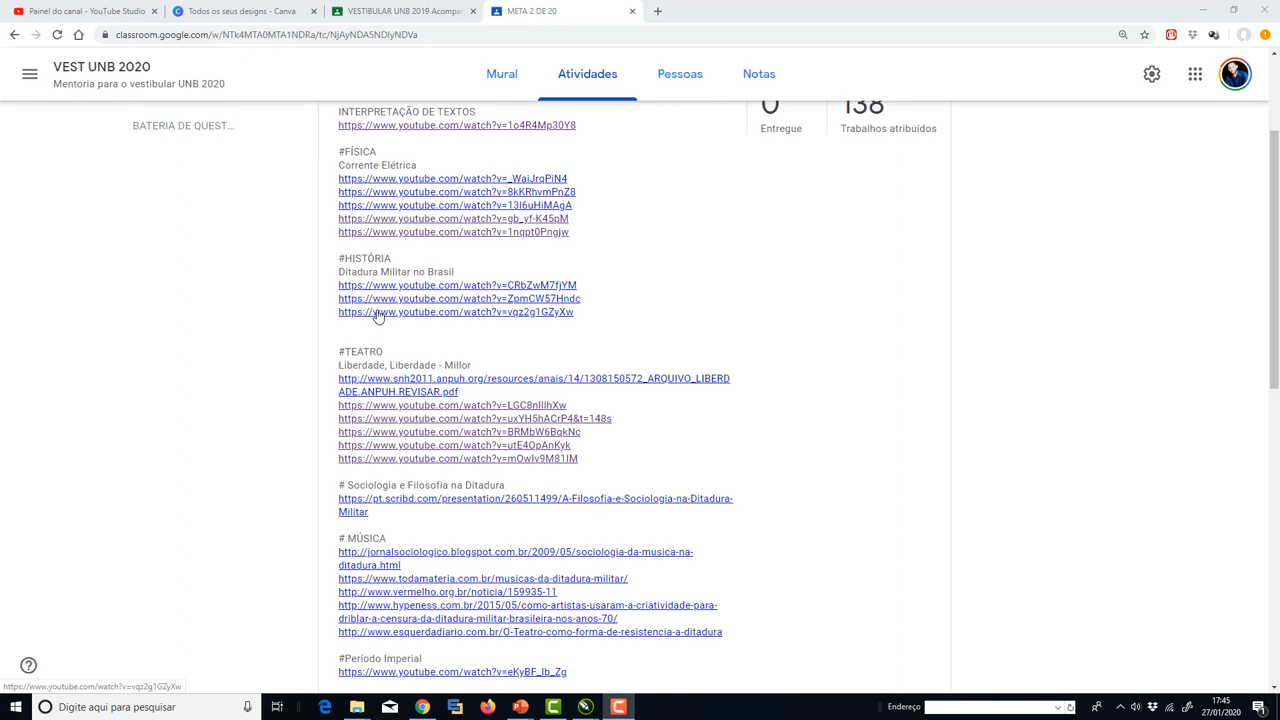 Painel do canal - YouTube Studio
Todos os seus designs - Canva
VESTIBULAR UNB 2019 Acompan
META 2 DE 20
classroom.google.com/w/NTk4MTA0MTA1NDRa/tc/NjAyNDA5NDIyNDVa
VEST UNB 2020
Mentoria para o vestibular UNB 2020
Mural
Atividades
Pessoas
Notas
BATERIA DE QUEST...
0
Entregue
138
Trabalhos atribuídos
INTERPRETAÇÃO DE TEXTOS
https://www.youtube.com/watch?v=1o4R4Mp30Y8
#FÍSICA
Corrente Elétrica
https://www.youtube.com/watch?v=_WaiJrqPiN4
https://www.youtube.com/watch?v=8kKRhvmPnZ8
https://www.youtube.com/watch?v=13I6uHiMAgA
https://www.youtube.com/watch?v=gb_yf-K45pM
https://www.youtube.com/watch?v=1nqpt0Pngjw
#HISTÓRIA
Ditadura Militar no Brasil
https://www.youtube.com/watch?v=CRbZwM7fjYM
https://www.youtube.com/watch?v=ZpmCW57Hndc
https://www.youtube.com/watch?v=vqz2g1GZyXw
#TEATRO
Liberdade, Liberdade - Millor
http://www.snh2011.anpuh.org/resources/anais/14/1308150572_ARQUIVO_LIBERD
ADE.ANPUH.REVISAR.pdf
https://www.youtube.com/watch?v=LGC8nIIIhXw
https://www.youtube.com/watch?v=uxYH5hACrP4&t=148s
https://www.youtube.com/watch?v=BRMbW6BqkNc
https://www.youtube.com/watch?v=utE4OpAnKyk
https://www.youtube.com/watch?v=mOwIv9M81IM
# Sociologia e Filosofia na Ditadura
https://pt.scribd.com/presentation/260511499/A-Filosofia-e-Sociologia-na-Ditadura-
Militar
# MÚSICA
http://jornalsociologico.blogspot.com.br/2009/05/sociologia-da-musica-na-
ditadura.html
https://www.todamateria.com.br/musicas-da-ditadura-militar/
http://www.vermelho.org.br/noticia/159935-11
http://www.hypeness.com.br/2015/05/como-artistas-usaram-a-criatividade-para-
driblar-a-censura-da-ditadura-militar-brasileira-nos-anos-70/
http://www.esquerdadiario.com.br/O-Teatro-como-forma-de-resistencia-a-ditadura
#Período Imperial
https://www.youtube.com/watch?v=eKyBF_Ib_Zg
https://www.youtube.com/watch?v=vqz2g1GZyXw
Digite aqui para pesquisar
Endereço
17:45
27/01/2020